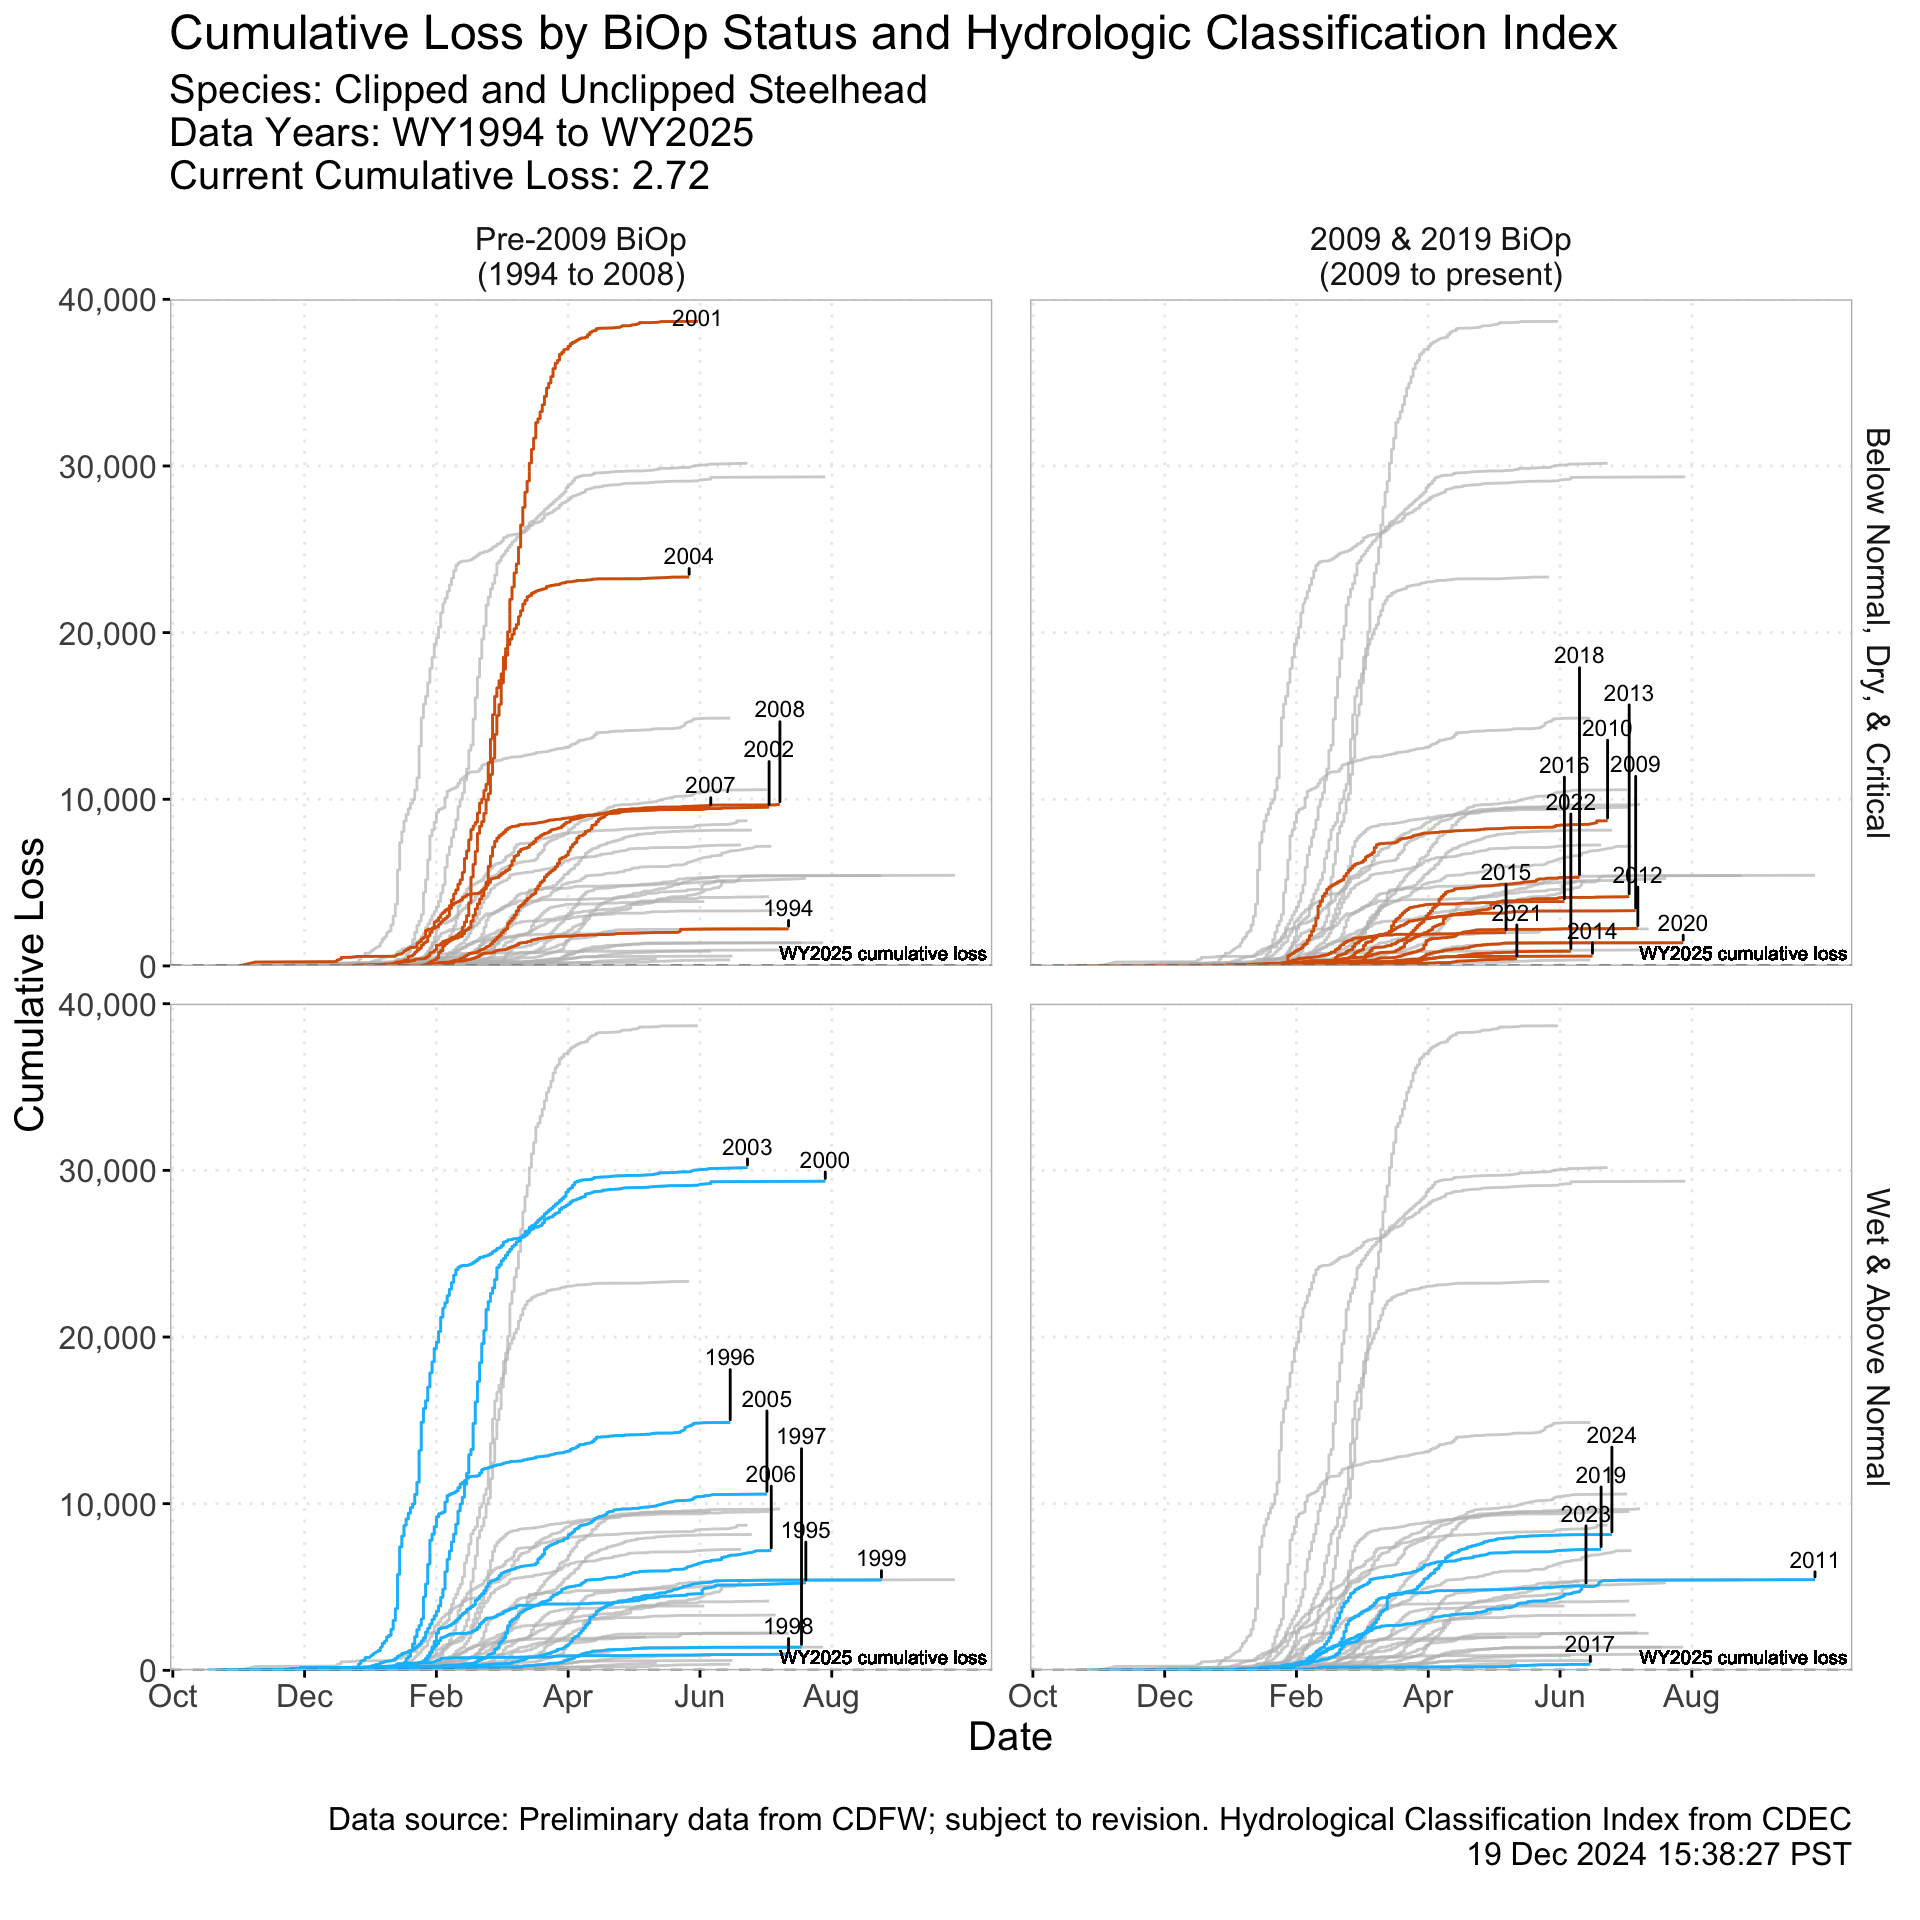 Cumulative Loss by BiOp Status and Hydrologic Classification Index
Species: Clipped and Unclipped Steelhead
Data Years: WY1994 to WY2025
Current Cumulative Loss: 2.72
Pre-2009 BiOp
(1994 to 2008)
2009 & 2019 BiOp
(2009 to present)
Cumulative Loss
40,000
30,000
20,000
10,000
0
2001
2004
2008
2002
2007
1994
WY2025 cumulative loss
2018
2013
2010
2016
2009
2022
2015
2012
2021
2014
2020
WY2025 cumulative loss
Below Normal, Dry, & Critical
40,000
30,000
20,000
10,000
0
2003
2000
1996
2005
1997
2006
1995
1999
1998
WY2025 cumulative loss
2024
2019
2023
2011
2017
WY2025 cumulative loss
Wet & Above Normal
Oct Dec Feb Apr Jun Aug
Oct Dec Feb Apr Jun Aug
Date
Data source: Preliminary data from CDFW; subject to revision. Hydrological Classification Index from CDEC
19 Dec 2024 15:38:27 PST